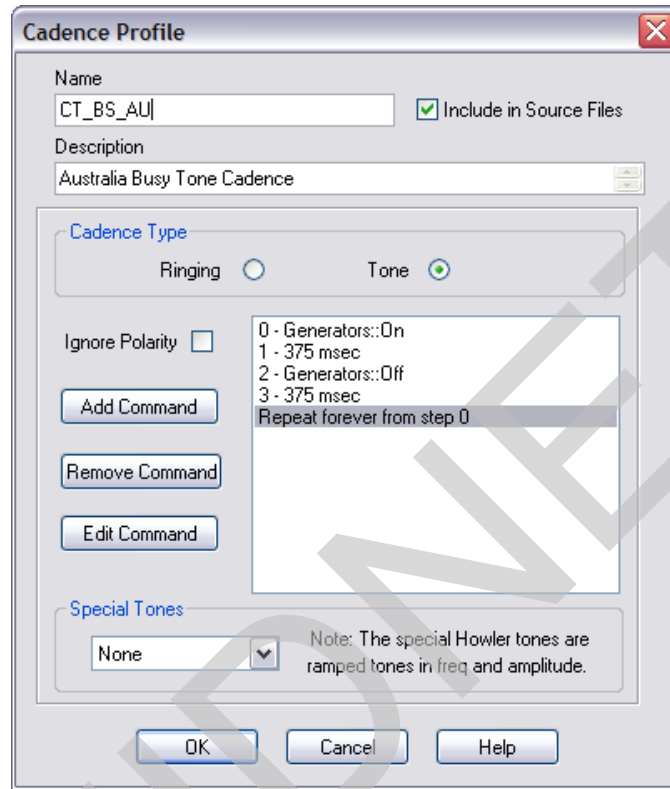 Cadence Profile
Name
CT_BS_AU
Include in Source Files
Description
Australia Busy Tone Cadence
Cadence Type
Ringing
Tone
Ignore Polarity
0 - Generators::On
1 - 375 msec
2 - Generators::Off
3 - 375 msec
Repeat forever from step 0
Add Command
Remove Command
Edit Command
Special Tones
None
Note: The special Howler tones are
ramped tones in freq and amplitude.
OK
Cancel
Help